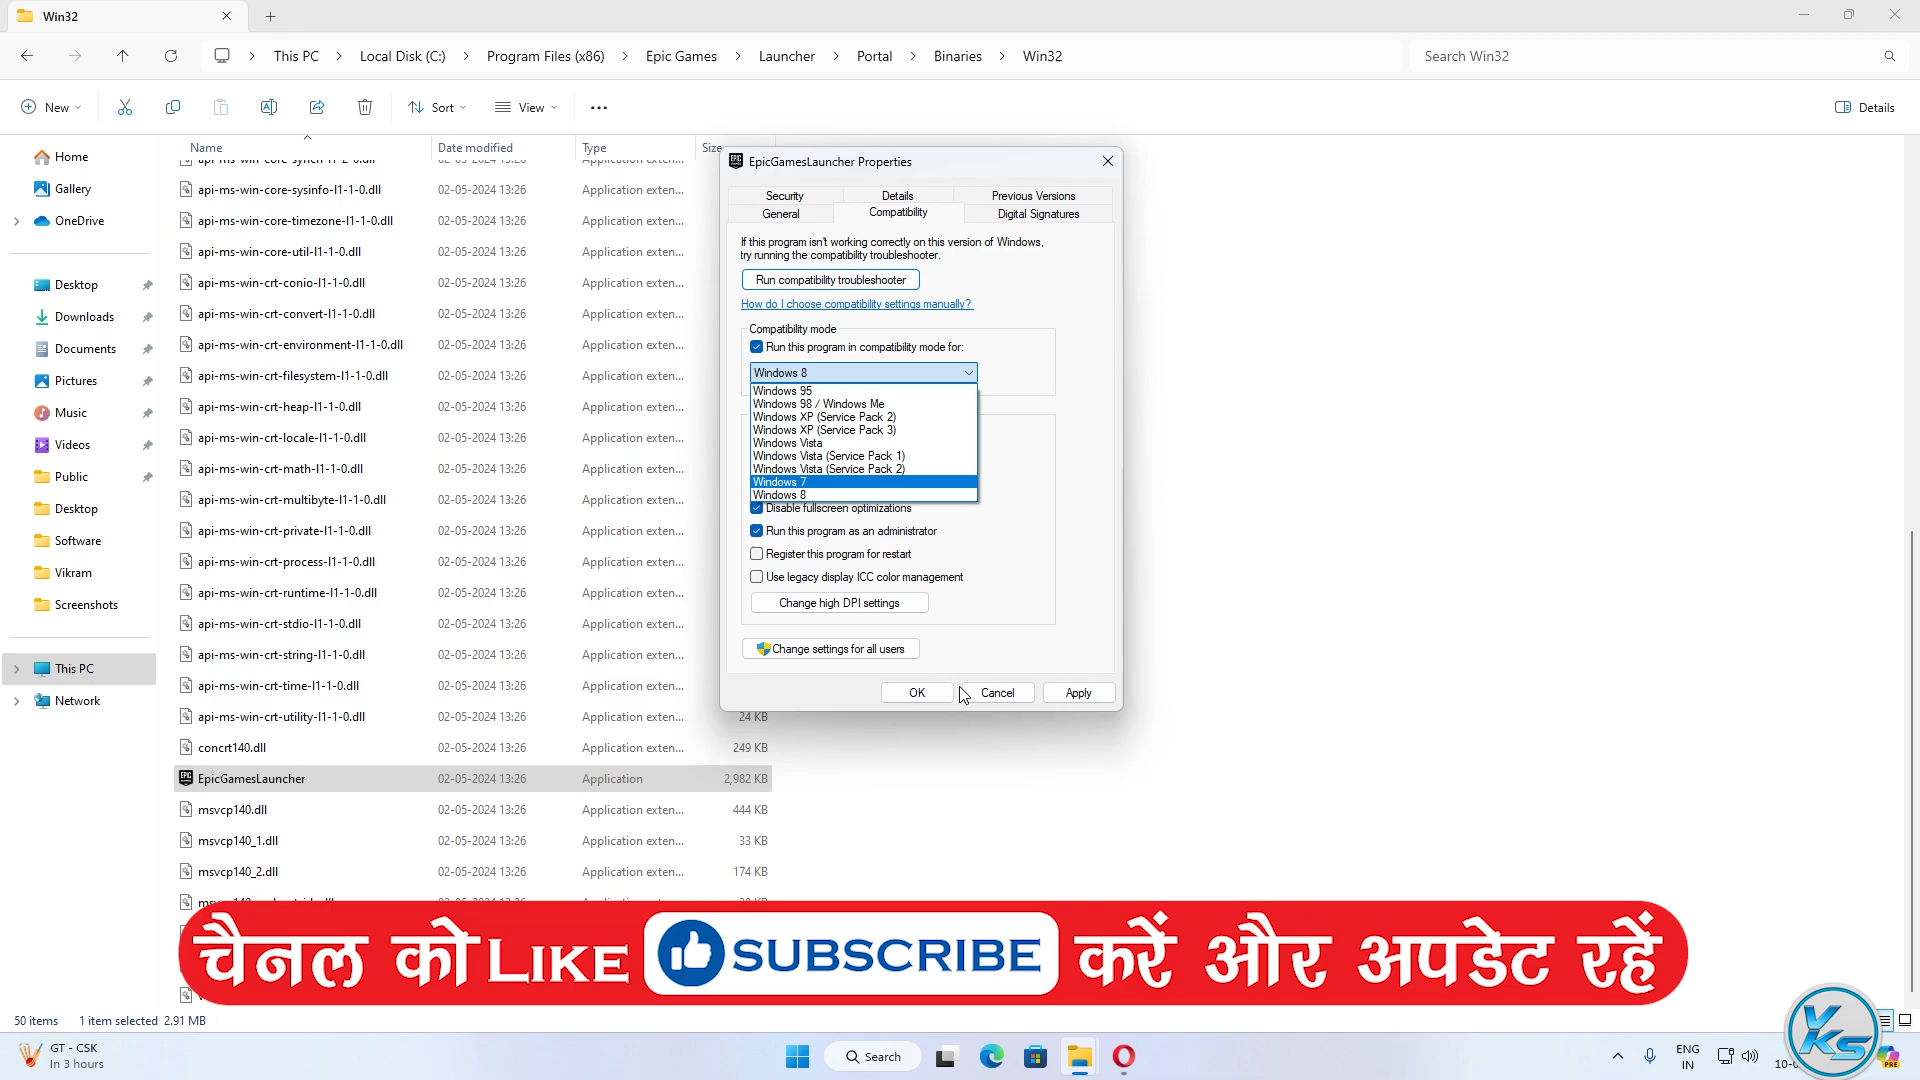 Win32
This PC
Local Disk (C:)
Program Files (x86)
Epic Games
Launcher
Portal
Binaries
Win32
Search Win32
New
Sort
View
Details
Name
Date modified
Type
Size
Home
Gallery
OneDrive
Desktop
Downloads
Documents
Pictures
Music
Videos
Public
Desktop
Software
Vikram
Screenshots
This PC
Network
api-ms-win-core-sysinfo-l1-1-0.dll 02-05-2024 13:26 Application exten...
api-ms-win-core-timezone-l1-1-0.dll 02-05-2024 13:26 Application exten...
api-ms-win-core-util-l1-1-0.dll 02-05-2024 13:26 Application exten...
api-ms-win-crt-conio-l1-1-0.dll 02-05-2024 13:26 Application exten...
api-ms-win-crt-convert-l1-1-0.dll 02-05-2024 13:26 Application exten...
api-ms-win-crt-environment-l1-1-0.dll 02-05-2024 13:26 Application exten...
api-ms-win-crt-filesystem-l1-1-0.dll 02-05-2024 13:26 Application exten...
api-ms-win-crt-heap-l1-1-0.dll 02-05-2024 13:26 Application exten...
api-ms-win-crt-locale-l1-1-0.dll 02-05-2024 13:26 Application exten...
api-ms-win-crt-math-l1-1-0.dll 02-05-2024 13:26 Application exten...
api-ms-win-crt-multibyte-l1-1-0.dll 02-05-2024 13:26 Application exten...
api-ms-win-crt-private-l1-1-0.dll 02-05-2024 13:26 Application exten...
api-ms-win-crt-process-l1-1-0.dll 02-05-2024 13:26 Application exten...
api-ms-win-crt-runtime-l1-1-0.dll 02-05-2024 13:26 Application exten...
api-ms-win-crt-stdio-l1-1-0.dll 02-05-2024 13:26 Application exten...
api-ms-win-crt-string-l1-1-0.dll 02-05-2024 13:26 Application exten...
api-ms-win-crt-time-l1-1-0.dll 02-05-2024 13:26 Application exten...
api-ms-win-crt-utility-l1-1-0.dll 02-05-2024 13:26 Application exten... 24 KB
concrt140.dll 02-05-2024 13:26 Application exten... 249 KB
EpicGamesLauncher 02-05-2024 13:26 Application 2,982 KB
msvcp140.dll 02-05-2024 13:26 Application exten... 444 KB
msvcp140_1.dll 02-05-2024 13:26 Application exten... 33 KB
msvcp140_2.dll 02-05-2024 13:26 Application exten... 174 KB
EpicGamesLauncher Properties
Security Details Previous Versions
General Compatibility Digital Signatures
If this program isn't working correctly on this version of Windows,
try running the compatibility troubleshooter.
Run compatibility troubleshooter
How do I choose compatibility settings manually?
Compatibility mode
Run this program in compatibility mode for:
Windows 8
Windows 95
Windows 98 / Windows Me
Windows XP (Service Pack 2)
Windows XP (Service Pack 3)
Windows Vista
Windows Vista (Service Pack 1)
Windows Vista (Service Pack 2)
Windows 7
Windows 8
Disable fullscreen optimizations
Run this program as an administrator
Register this program for restart
Use legacy display ICC color management
Change high DPI settings
Change settings for all users
OK Cancel Apply
चैनल को LIKE SUBSCRIBE करें और अपडेट रहें
50 items 1 item selected 2.91 MB
GT - CSK
In 3 hours
Search
ENG
IN
VKS
PRE